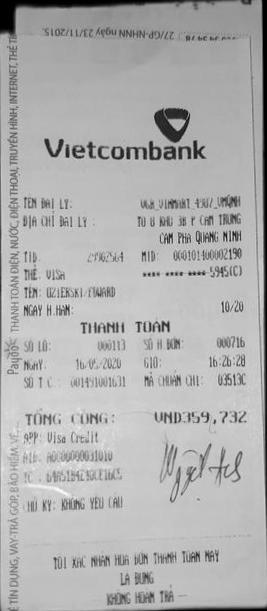 27/GP-NHNN ngày 23/11/2015.
Vietcombank
TÊN ĐẠI LÝ: VCB_VINMART_4307_VMQNH
ĐỊA CHỈ ĐẠI LÝ : TO 8 KHU 3B P CAM TRUNG
CAM PHA QUANG NINH
TID: 27702564 MID: 000101400002190
THẺ: VISA **** **** **** 5945(C)
TÊN: DZIERSKI/EDWARD
NGÀY H.HẠN: 10/20
THANH TOÁN
SỐ LÔ: 000113 SỐ H.ĐƠN: 000716
NGÀY: 16/05/2020 GIỜ: 16:26:28
SỐ T C : 001491001631 MÃ CHUẨN CHI: 03513C
TỔNG CỘNG: VND359,732
APP: Visa Credit
AID: A0000000031010
TC :
CHỮ KÝ: KHÔNG YÊU CẦU
TÔI XÁC NHẬN HOÁ ĐƠN THANH TOÁN NÀY
LÀ ĐÚNG
— KHÔNG HOÀN TRẢ —
Payoo THANH TOÁN ĐIỆN, NƯỚC, ĐIỆN THOẠI, TRUYỀN HÌNH, INTERNET, THẺ
TÍN DỤNG, VAY-TRẢ GÓP, BẢO HIỂM, VÉ